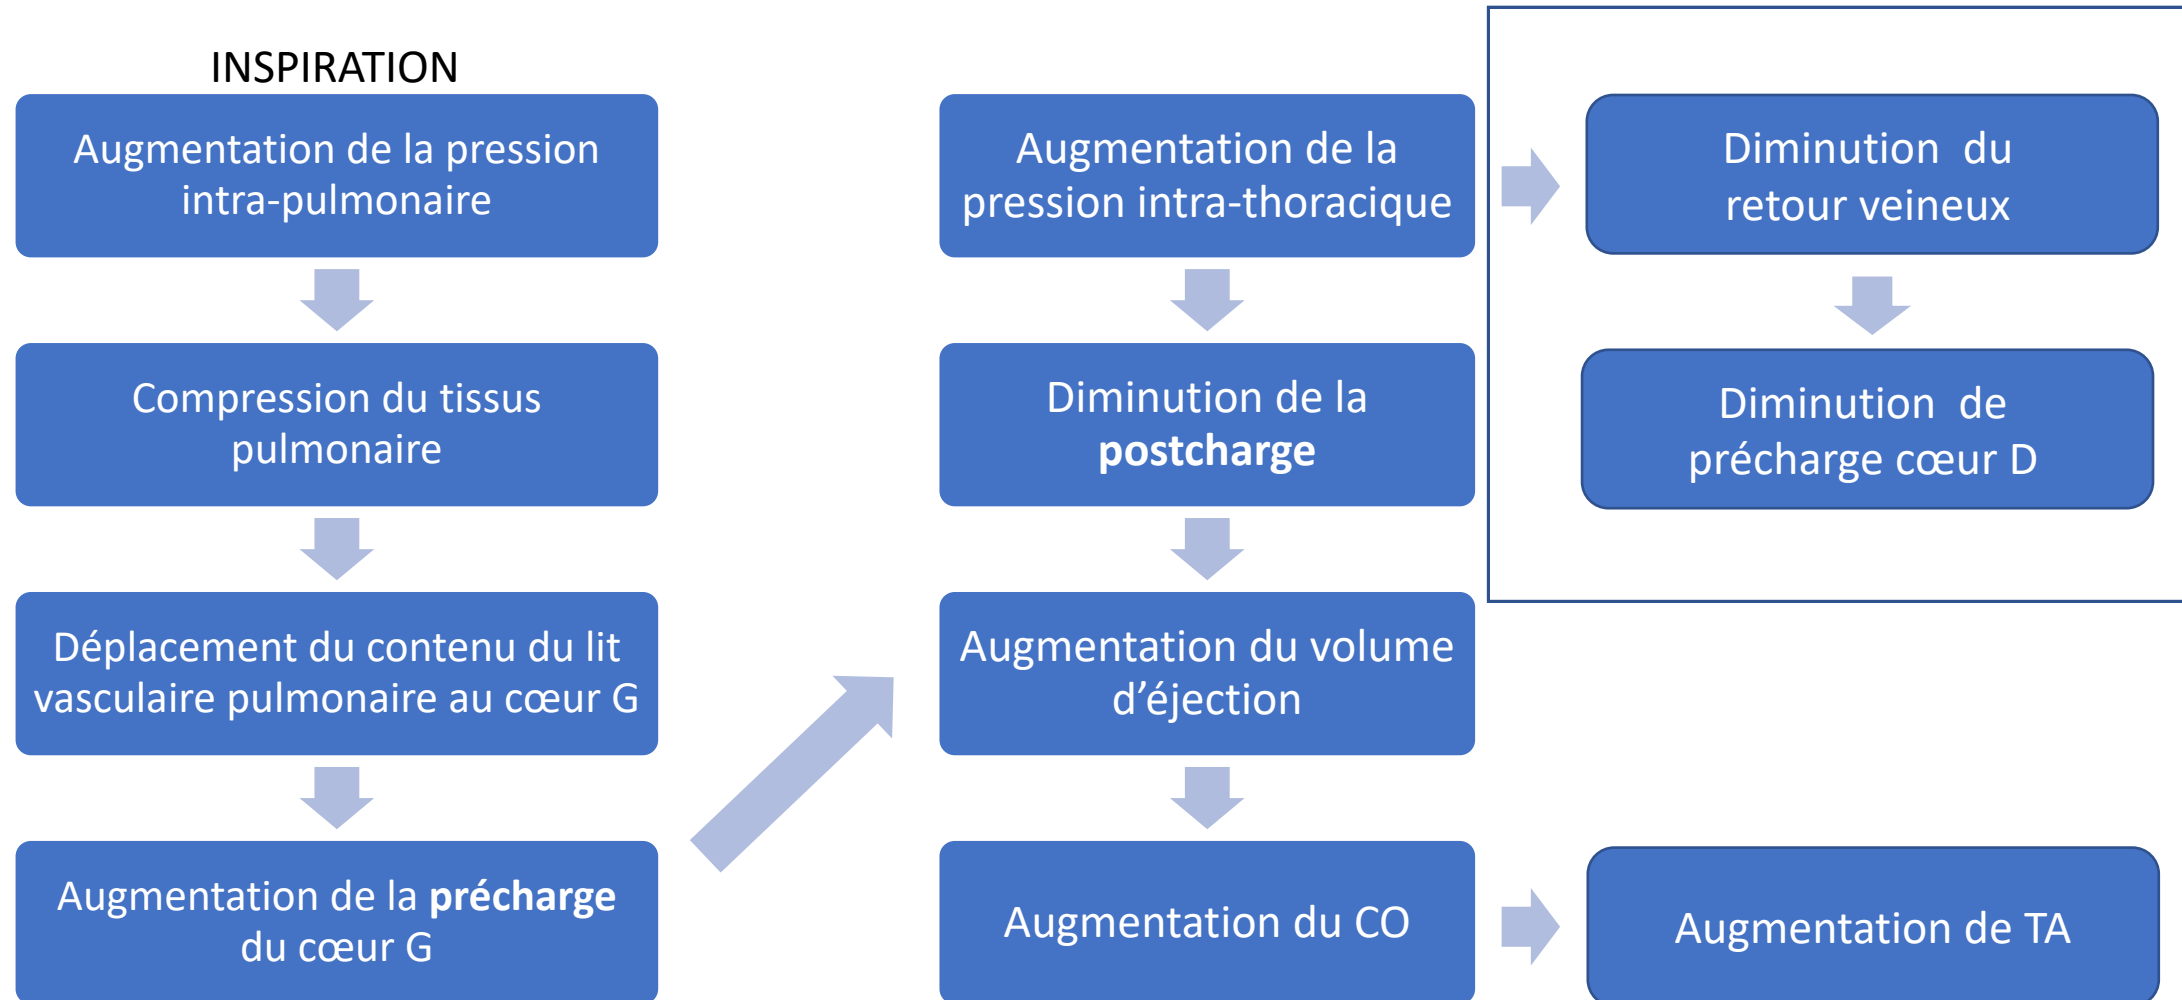 INSPIRATION
Augmentation de la pression
intra-pulmonaire
Compression du tissus
pulmonaire
Déplacement du contenu du lit
vasculaire pulmonaire au cœur G
Augmentation de la précharge
du cœur G
Augmentation de la
pression intra-thoracique
Diminution de la
postcharge
Augmentation du volume
d’éjection
Augmentation du CO
Diminution du
retour veineux
Diminution de
précharge cœur D
Augmentation de TA